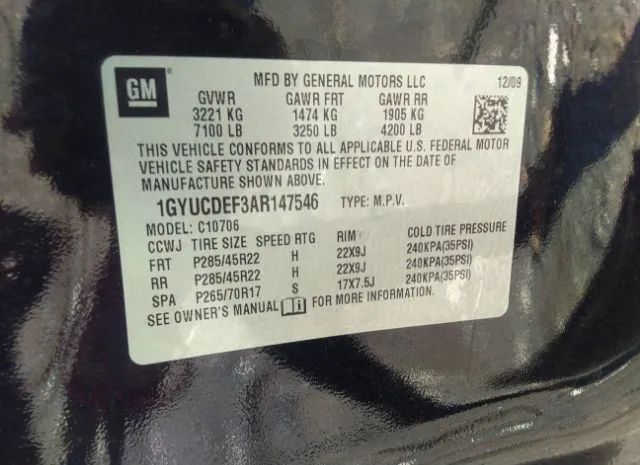 GM
MFD BY GENERAL MOTORS LLC 12/09
GVWR GAWR FRT GAWR RR
3221 KG 1474 KG 1905 KG
7100 LB 3250 LB 4200 LB
THIS VEHICLE CONFORMS TO ALL APPLICABLE U.S. FEDERAL MOTOR
VEHICLE SAFETY STANDARDS IN EFFECT ON THE DATE OF
MANUFACTURE SHOWN ABOVE.
1GYUCDEF3AR147546 TYPE: M.P.V.
MODEL: C10706
CCWJ TIRE SIZE SPEED RTG RIM COLD TIRE PRESSURE
FRT P285/45R22 H 22X9J 240KPA(35PSI)
RR P285/45R22 H 22X9J 240KPA(35PSI)
SPA P265/70R17 S 17X7.5J 240KPA(35PSI)
SEE OWNER'S MANUAL FOR MORE INFORMATION.